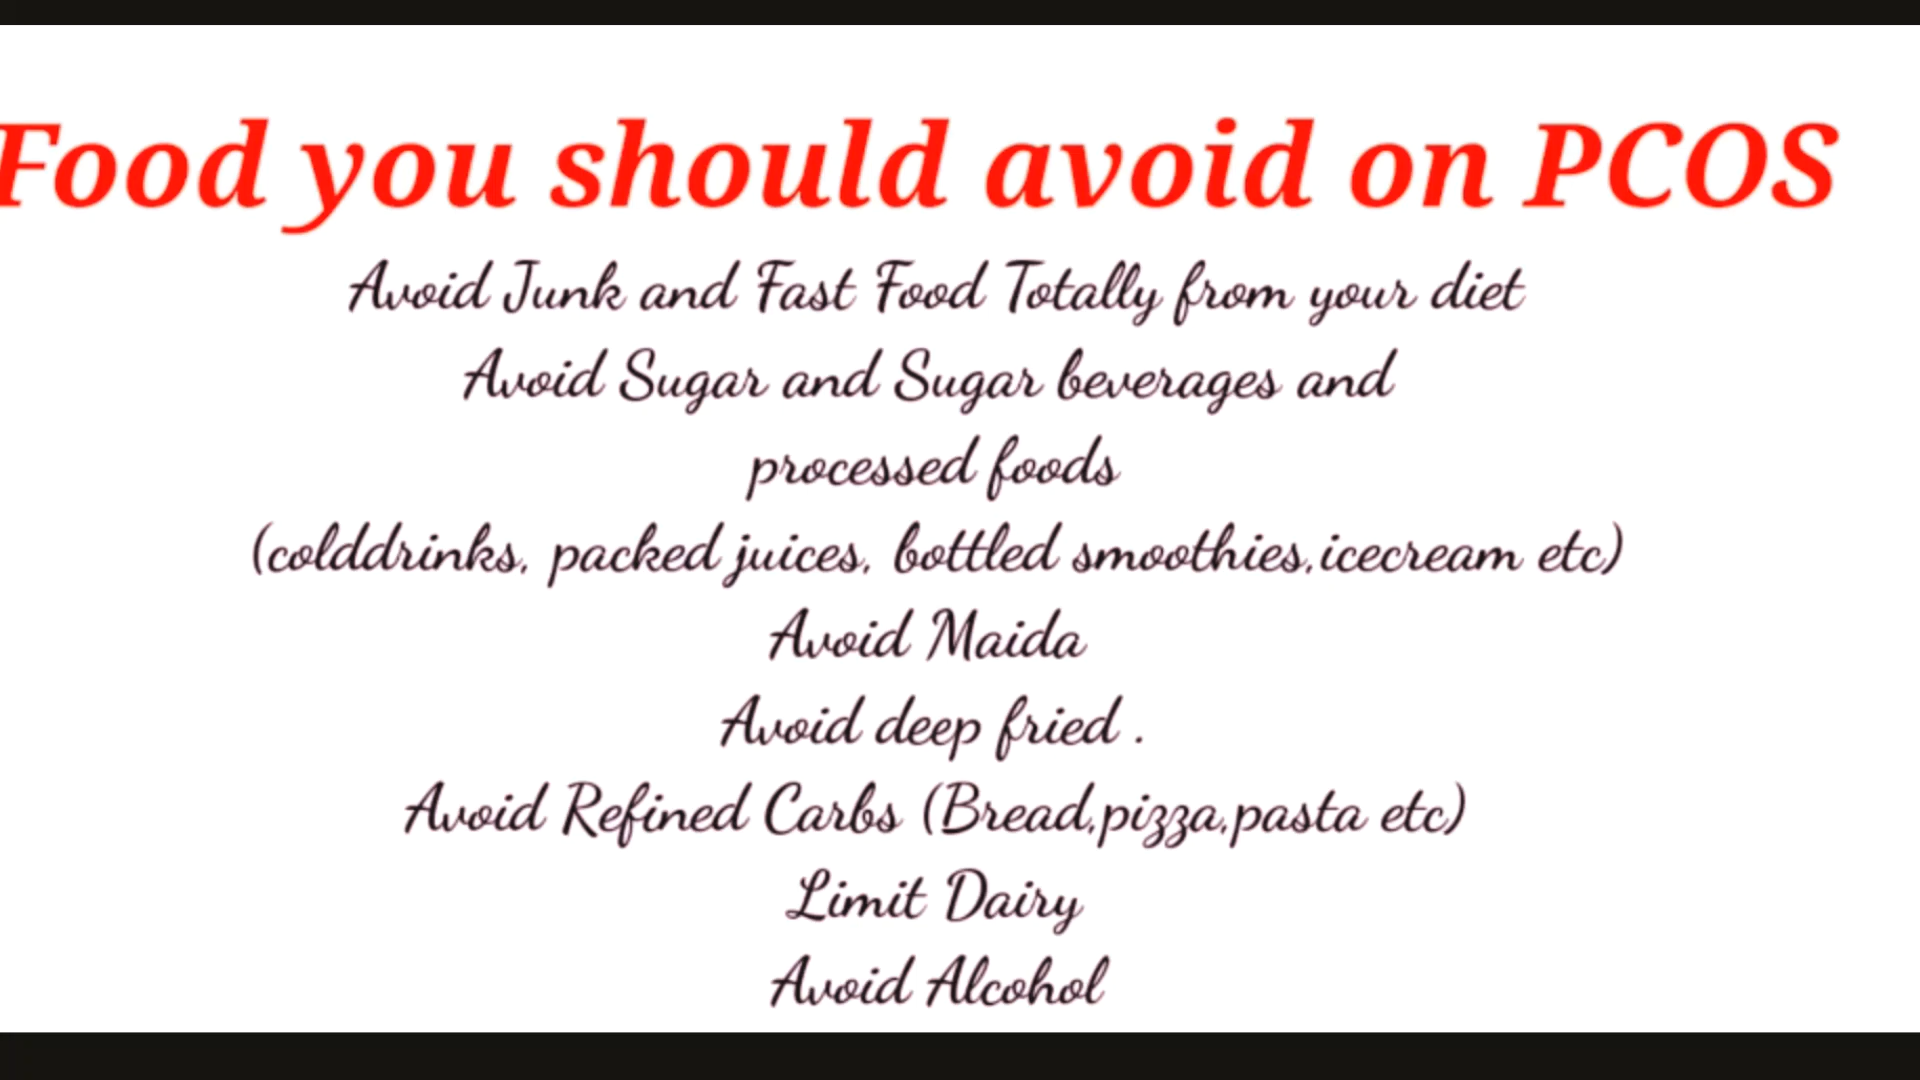 Food you should avoid on PCOS
Avoid Junk and Fast Food Totally from your diet
Avoid Sugar and Sugar beverages and
processed foods
(colddrinks, packed juices, bottled smoothies,icecream etc)
Avoid Maida
Avoid deep fried .
Avoid Refined Carbs (Bread,pizza,pasta etc)
Limit Dairy
Avoid Alcohol